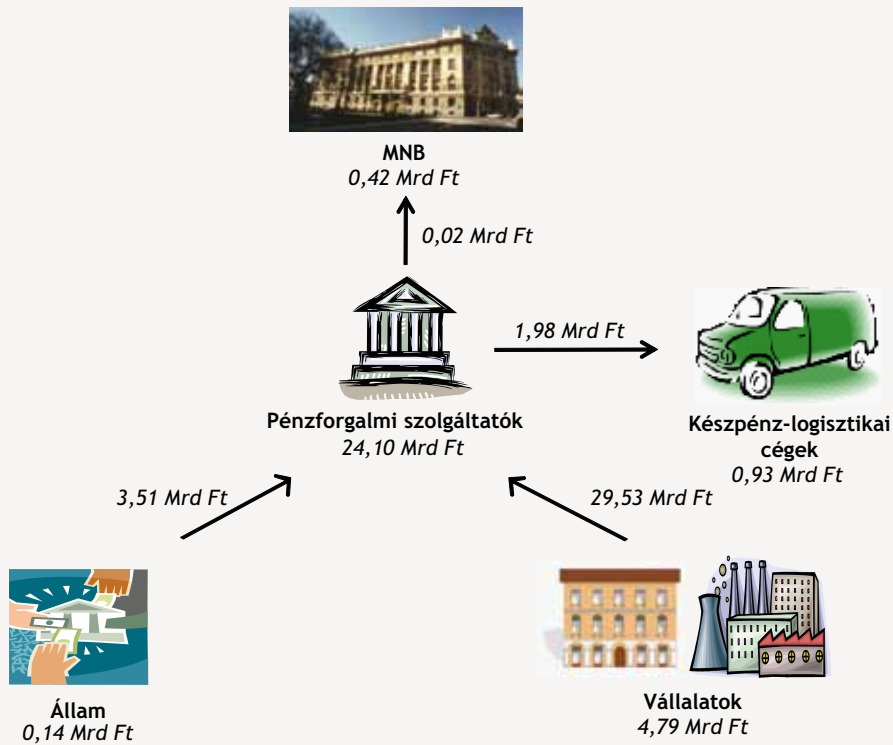 MNB
0,42 Mrd Ft
0,02 Mrd Ft
1,98 Mrd Ft
Pénzforgalmi szolgáltatók
24,10 Mrd Ft
Készpénz-logisztikai
cégek
0,93 Mrd Ft
3,51 Mrd Ft
29,53 Mrd Ft
Állam
0,14 Mrd Ft
Vállalatok
4,79 Mrd Ft